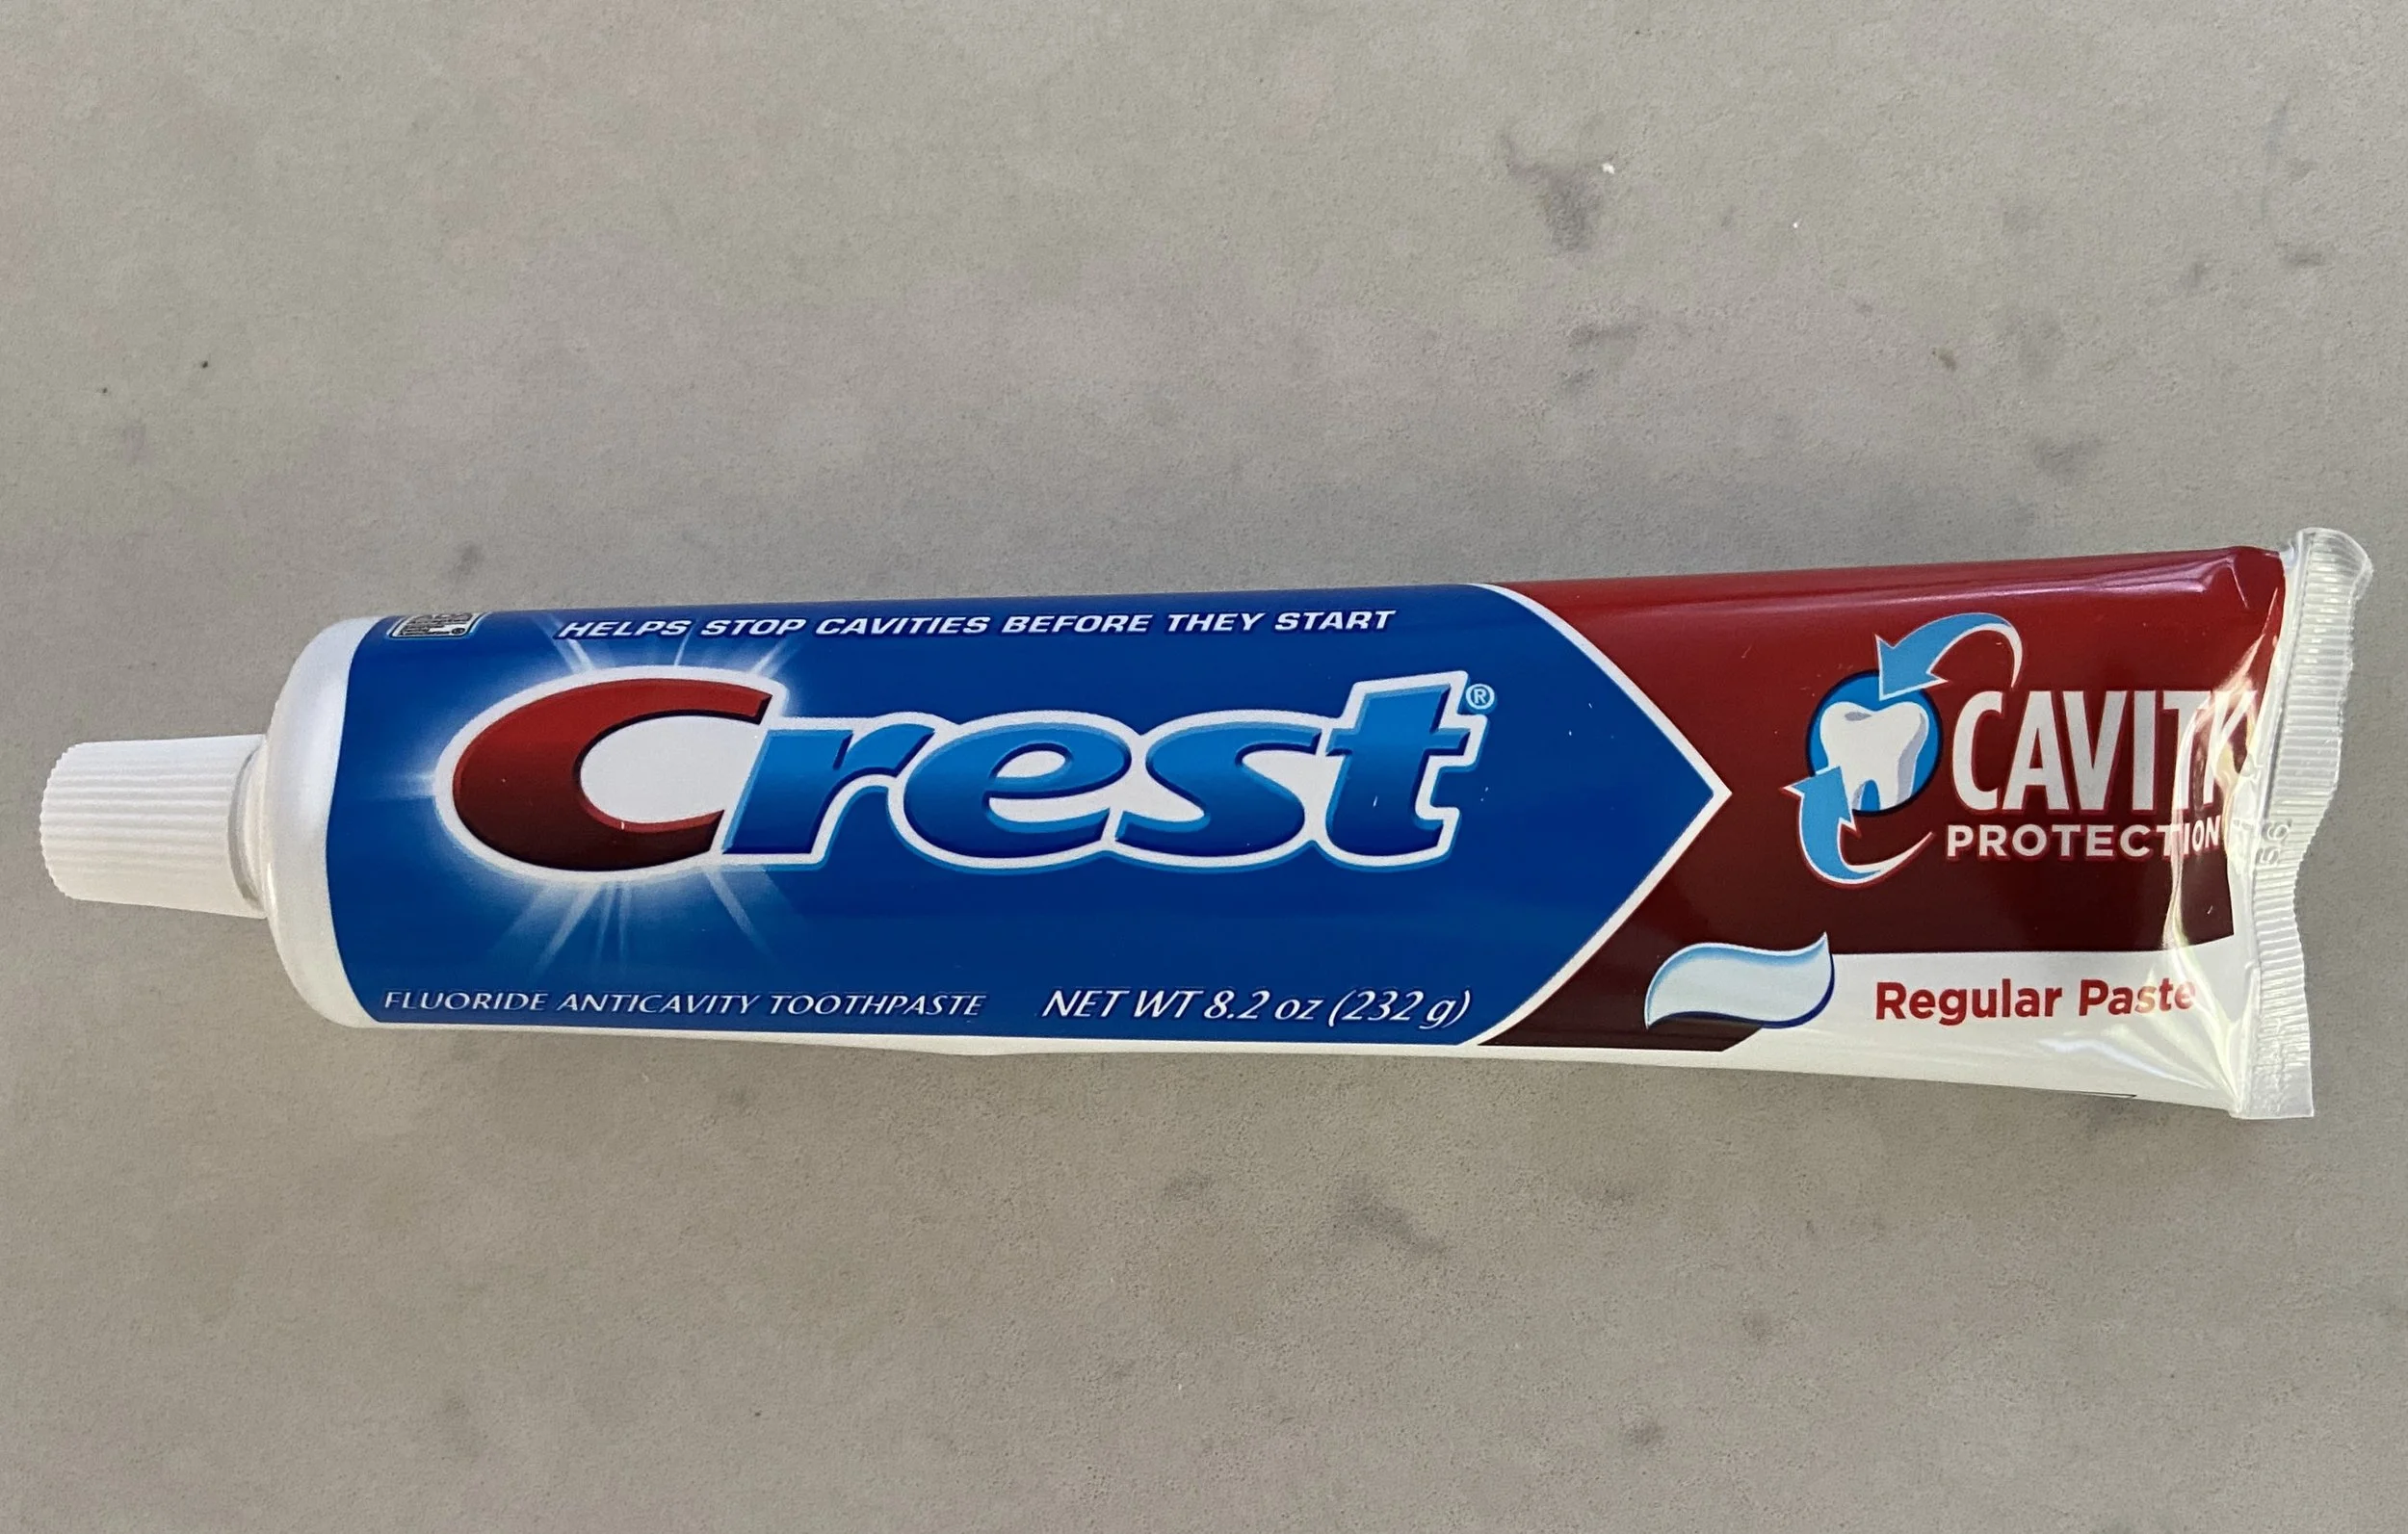 HELPS STOP CAVITIES BEFORE THEY START
Crest®
FLUORIDE ANTICAVITY TOOTHPASTE
NET WT 8.2 oz (232 g)
CAVITY
PROTECTION
Regular Paste